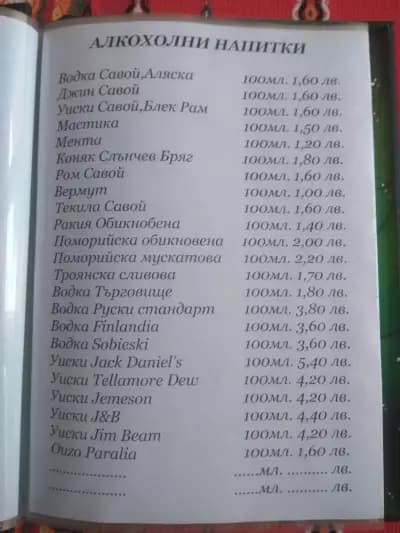 АЛКОХОЛНИ НАПИТКИ
Водка Савой,Аляска 100мл. 1,60 лв.
Джин Савой 100мл. 1,60 лв.
Уиски Савой,Блек Рам 100мл. 1,60 лв.
Мастика 100мл. 1,50 лв.
Мента 100мл. 1,20 лв.
Коняк Слънчев Бряг 100мл. 1,80 лв.
Ром Савой 100мл. 1,60 лв.
Вермут 100мл. 1,00 лв.
Текила Савой 100мл. 1,60 лв.
Ракия Обикнобена 100мл. 1,40 лв.
Поморийска обикновена 100мл. 2,00 лв.
Поморийска мускатова 100мл. 2,20 лв.
Троянска сливова 100мл. 1,70 лв.
Водка Търговище 100мл. 1,80 лв.
Водка Руски стандарт 100мл. 3,80 лв.
Водка Finlandia 100мл. 3,60 лв.
Водка Sobieski 100мл. 3,60 лв.
Уиски Jack Daniel's 100мл. 5,40 лв.
Уиски Tellamore Dew 100мл. 4,20 лв.
Уиски Jemeson 100мл. 4,20 лв.
Уиски J&B 100мл. 4,40 лв.
Уиски Jim Beam 100мл. 4,20 лв.
Ouzo Paralia 100мл. 1,60 лв.
..................... ......мл. .......... лв.
..................... ......мл. .......... лв.